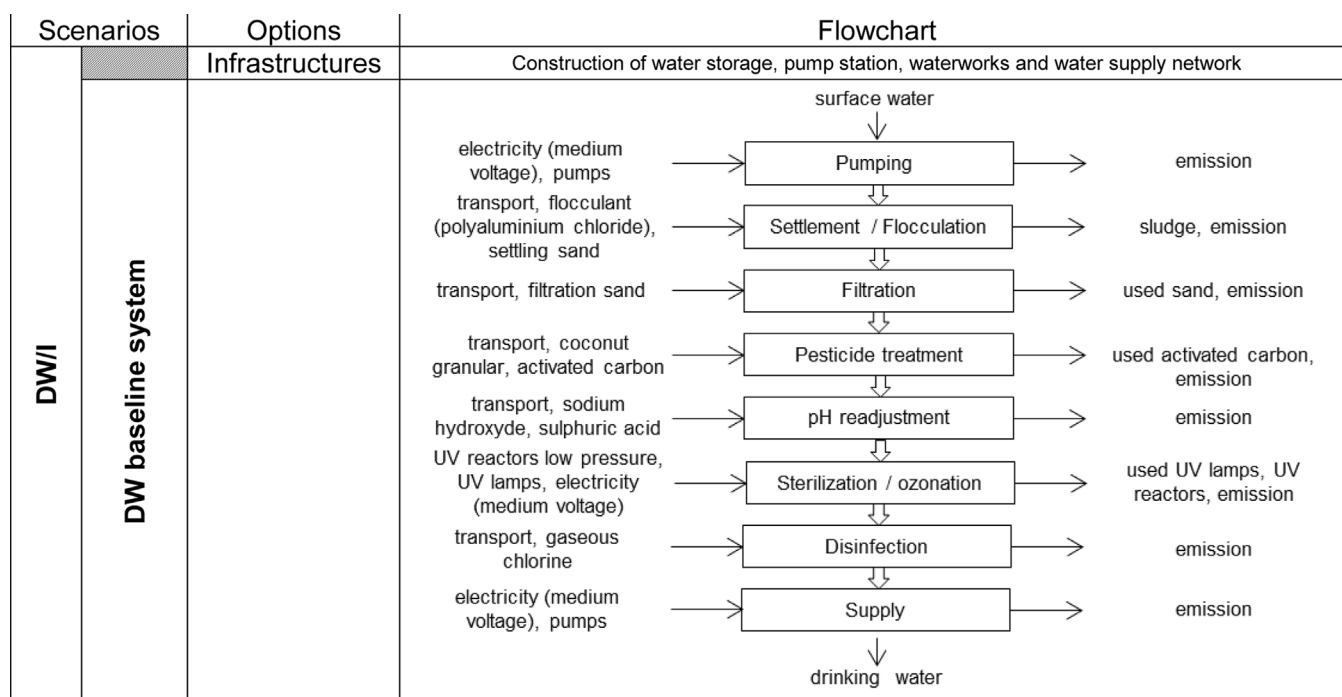 Scenarios
Options
Flowchart
Infrastructures
Construction of water storage, pump station, waterworks and water supply network
DW/I
DW baseline system
surface water
electricity (medium
voltage), pumps
Pumping
emission
transport, flocculant
(polyaluminium chloride),
settling sand
Settlement / Flocculation
sludge, emission
transport, filtration sand
Filtration
used sand, emission
transport, coconut
granular, activated carbon
Pesticide treatment
used activated carbon,
emission
transport, sodium
hydroxyde, sulphuric acid
pH readjustment
emission
UV reactors low pressure,
UV lamps, electricity
(medium voltage)
Sterilization / ozonation
used UV lamps, UV
reactors, emission
transport, gaseous
chlorine
Disinfection
emission
electricity (medium
voltage), pumps
Supply
emission
drinking water